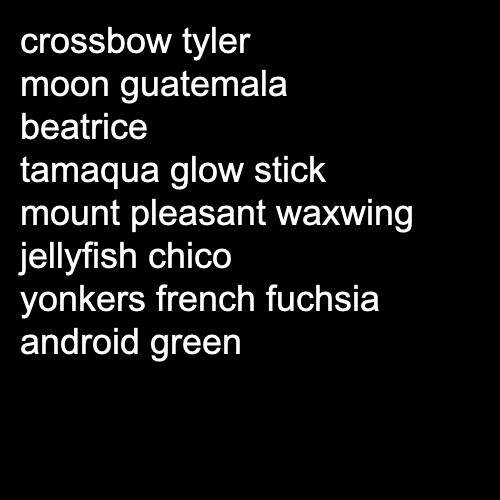 crossbow tyler
moon guatemala
beatrice
tamaqua glow stick
mount pleasant waxwing
jellyfish chico
yonkers french fuchsia
android green